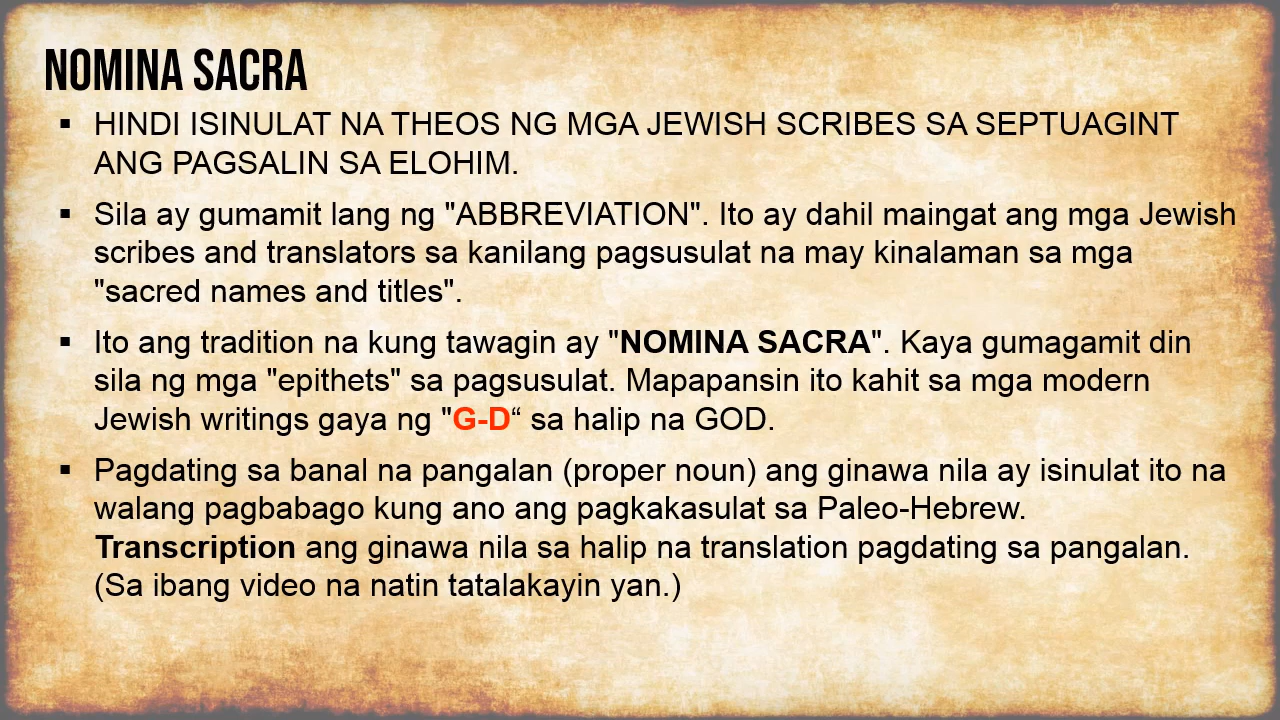 NOMINA SACRA
▪ HINDI ISINULAT NA THEOS NG MGA JEWISH SCRIBES SA SEPTUAGINT
ANG PAGSALIN SA ELOHIM.
▪ Sila ay gumamit lang ng "ABBREVIATION". Ito ay dahil maingat ang mga Jewish
scribes and translators sa kanilang pagsusulat na may kinalaman sa mga
"sacred names and titles".
▪ Ito ang tradition na kung tawagin ay "NOMINA SACRA". Kaya gumagamit din
sila ng mga "epithets" sa pagsusulat. Mapapansin ito kahit sa mga modern
Jewish writings gaya ng "G-D“ sa halip na GOD.
▪ Pagdating sa banal na pangalan (proper noun) ang ginawa nila ay isinulat ito na
walang pagbabago kung ano ang pagkakasulat sa Paleo-Hebrew.
Transcription ang ginawa nila sa halip na translation pagdating sa pangalan.
(Sa ibang video na natin tatalakayin yan.)